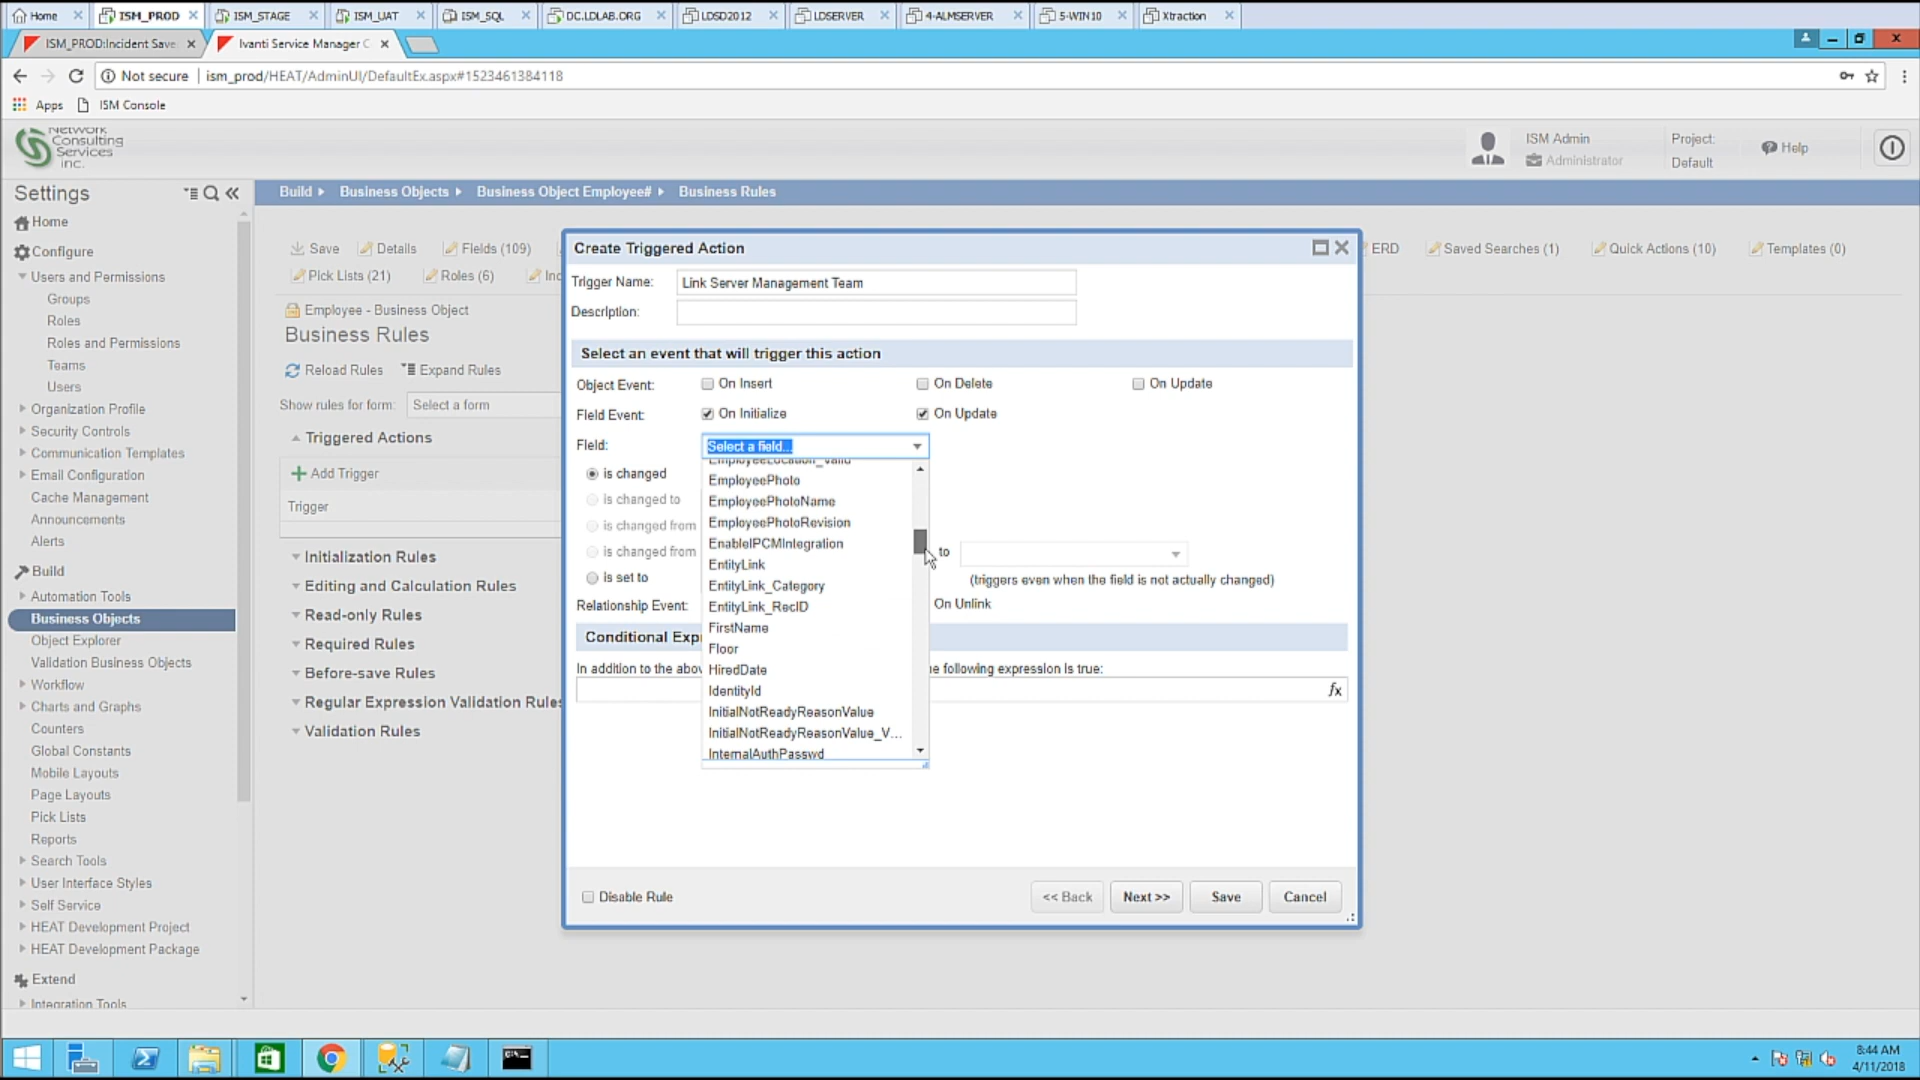 Home
ISM_PROD
ISM_STAGE
ISM_UAT
ISM_SQL
DC.LDLAB.ORG
LDSD2012
LDSERVER
4-ALMSERVER
5-WIN10
Xtraction
ISM_PROD:Incident Save
Ivanti Service Manager C
Not secure
ism_prod/HEAT/AdminUI/DefaultEx.aspx#1523461384118
Apps
ISM Console
Network
Consulting
Services
inc.
ISM Admin
Administrator
Project:
Default
Help
Settings
Build
Business Objects
Business Object Employee#
Business Rules
Home
Configure
Users and Permissions
Groups
Roles
Roles and Permissions
Teams
Users
Organization Profile
Security Controls
Communication Templates
Email Configuration
Cache Management
Announcements
Alerts
Build
Automation Tools
Business Objects
Object Explorer
Validation Business Objects
Workflow
Charts and Graphs
Counters
Global Constants
Mobile Layouts
Page Layouts
Pick Lists
Reports
Search Tools
User Interface Styles
Self Service
HEAT Development Project
HEAT Development Package
Extend
Integration Tools
Save
Details
Fields (109)
ERD
Saved Searches (1)
Quick Actions (10)
Templates (0)
Pick Lists (21)
Roles (6)
Employee - Business Object
Business Rules
Reload Rules
Expand Rules
Show rules for form:
Select a form
Triggered Actions
Add Trigger
Trigger
Initialization Rules
Editing and Calculation Rules
Read-only Rules
Required Rules
Before-save Rules
Regular Expression Validation Rules
Validation Rules
Create Triggered Action
Trigger Name:
Link Server Management Team
Description:
Select an event that will trigger this action
Object Event:
On Insert
On Delete
On Update
Field Event:
On Initialize
On Update
Field:
Select a field...
is changed
is changed to
is changed from
is changed from
to
is set to
(triggers even when the field is not actually changed)
Relationship Event:
On Unlink
EmployeeLocation_Valid
EmployeePhoto
EmployeePhotoName
EmployeePhotoRevision
EnableIPCMIntegration
EntityLink
EntityLink_Category
EntityLink_RecID
FirstName
Floor
HiredDate
IdentityId
InitialNotReadyReasonValue
InitialNotReadyReasonValue_V...
InternalAuthPasswd
Conditional Exp
In addition to the abov
e following expression is true:
fx
Disable Rule
<< Back
Next >>
Save
Cancel
8:44 AM
4/11/2018